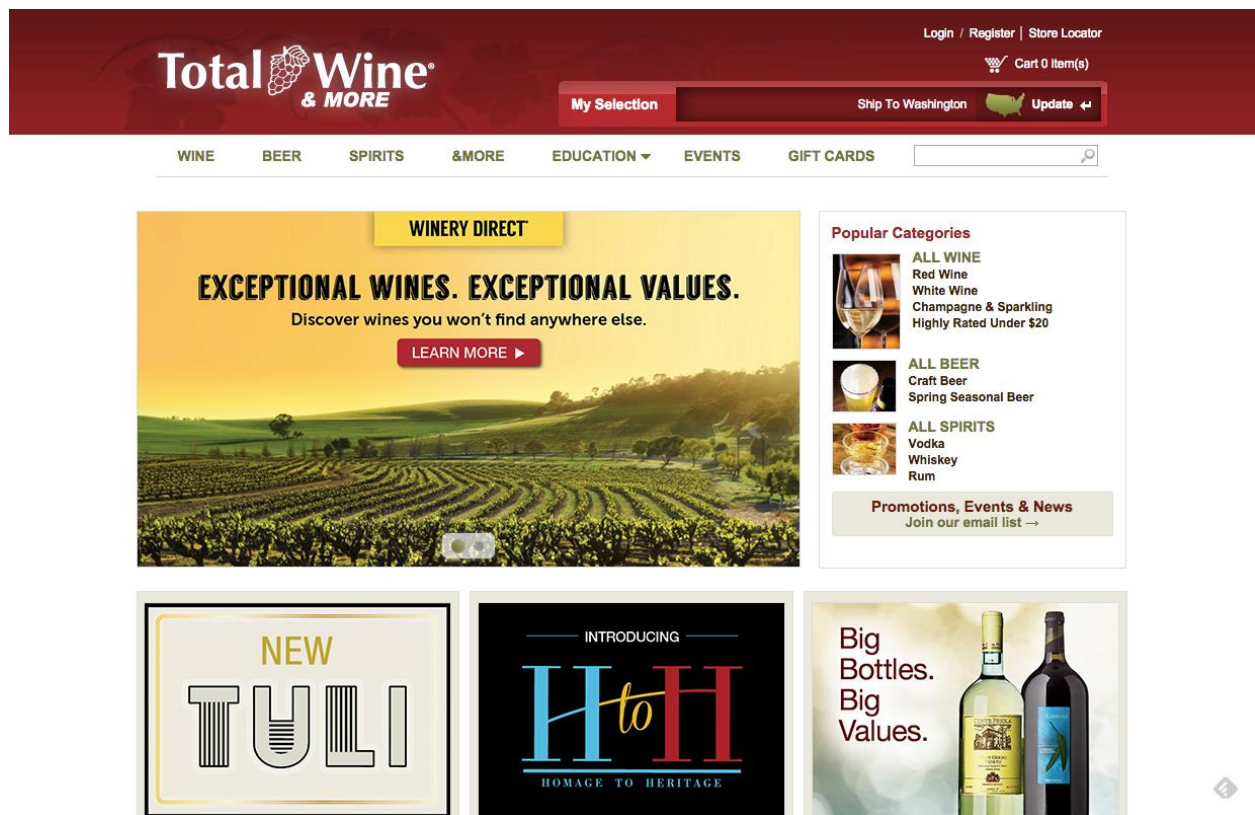 Login / Register | Store Locator
Total Wine®
& MORE
Cart 0 item(s)
My Selection
Ship To Washington
Update
WINE
BEER
SPIRITS
&MORE
EDUCATION
EVENTS
GIFT CARDS
WINERY DIRECT
EXCEPTIONAL WINES. EXCEPTIONAL VALUES.
Discover wines you won't find anywhere else.
LEARN MORE
Popular Categories
ALL WINE
Red Wine
White Wine
Champagne & Sparkling
Highly Rated Under $20
ALL BEER
Craft Beer
Spring Seasonal Beer
ALL SPIRITS
Vodka
Whiskey
Rum
Promotions, Events & News
Join our email list →
NEW
TULI
INTRODUCING
H to H
HOMAGE TO HERITAGE
Big
Bottles.
Big
Values.